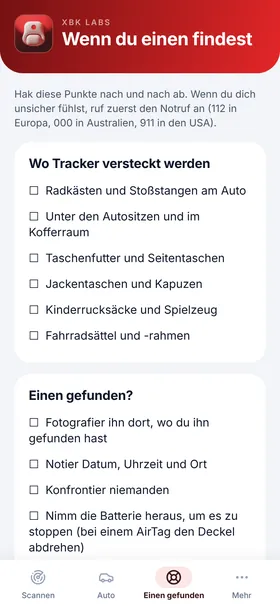 XBK LABS
Wenn du einen findest
Hak diese Punkte nach und nach ab. Wenn du dich
unsicher fühlst, ruf zuerst den Notruf an (112 in
Europa, 000 in Australien, 911 in den USA).
Wo Tracker versteckt werden
☐ Radkästen und Stoßstangen am Auto
☐ Unter den Autositzen und im
Kofferraum
☐ Taschenfutter und Seitentaschen
☐ Jackentaschen und Kapuzen
☐ Kinderrucksäcke und Spielzeug
☐ Fahrradsättel und -rahmen
Einen gefunden?
☐ Fotografier ihn dort, wo du ihn
gefunden hast
☐ Notier Datum, Uhrzeit und Ort
☐ Konfrontier niemanden
☐ Nimm die Batterie heraus, um es zu
stoppen (bei einem AirTag den Deckel
abdrehen)
Scannen
Auto
Einen gefunden
Mehr